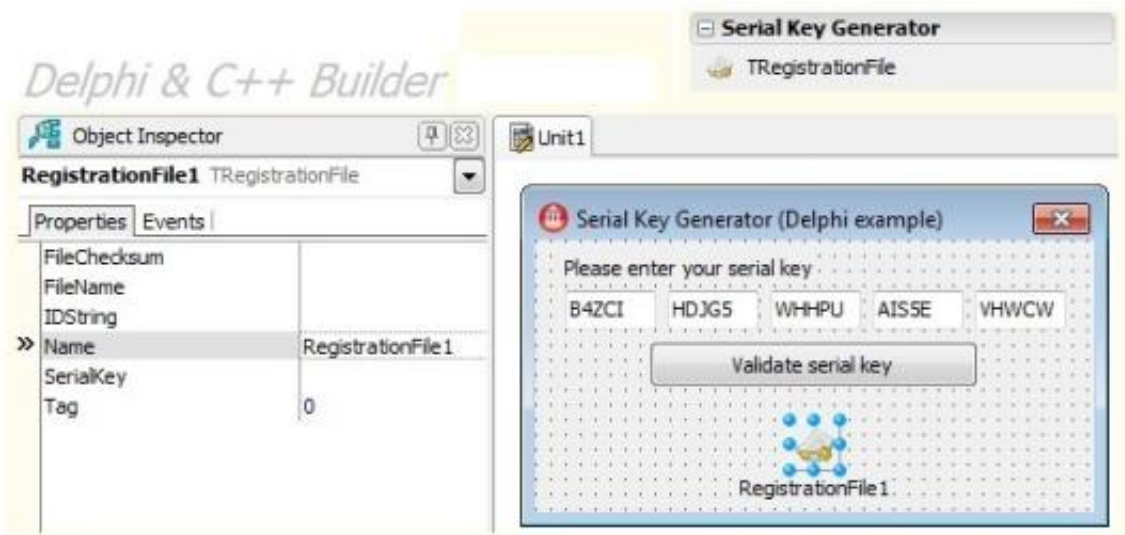 Serial Key Generator
TRegistrationFile
Delphi & C++ Builder
Object Inspector
RegistrationFile1 TRegistrationFile
Properties Events
FileChecksum
FileName
IDString
Name RegistrationFile1
SerialKey
Tag 0
Unit1
Serial Key Generator (Delphi example)
Please enter your serial key
B4ZCI HDJG5 WHHPU AIS5E VHWCW
Validate serial key
RegistrationFile1